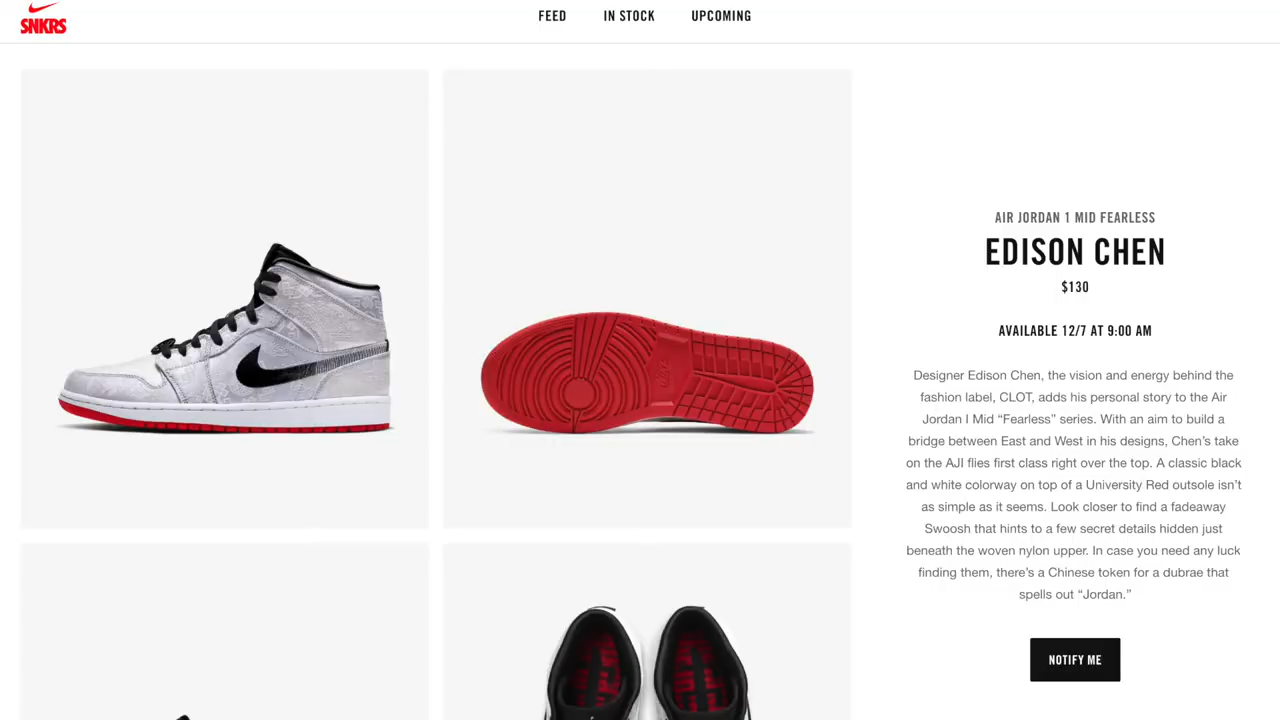 SNKRS
FEED
IN STOCK
UPCOMING
AIR JORDAN 1 MID FEARLESS
EDISON CHEN
$130
AVAILABLE 12/7 AT 9:00 AM
Designer Edison Chen, the vision and energy behind the
fashion label, CLOT, adds his personal story to the Air
Jordan I Mid “Fearless” series. With an aim to build a
bridge between East and West in his designs, Chen’s take
on the AJI flies first class right over the top. A classic black
and white colorway on top of a University Red outsole isn’t
as simple as it seems. Look closer to find a fadeaway
Swoosh that hints to a few secret details hidden just
beneath the woven nylon upper. In case you need any luck
finding them, there’s a Chinese token for a dubrae that
spells out “Jordan.”
NOTIFY ME